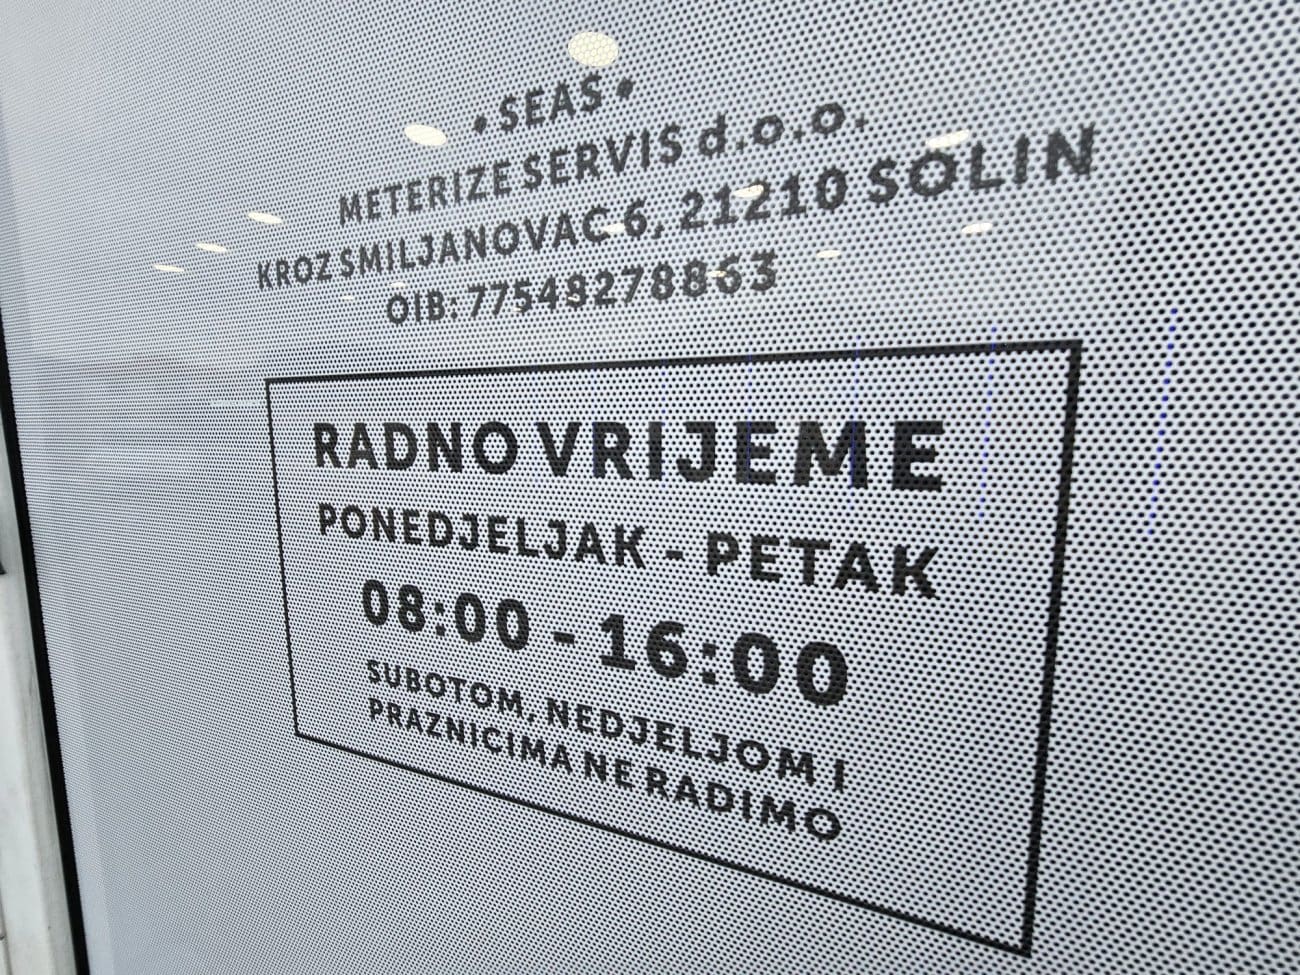 • SEAS •
METERIZE SERVIS d.o.o.
KROZ SMILJANOVAC 6, 21210 SOLIN
OIB: 77548278863
RADNO VRIJEME
PONEDJELJAK - PETAK
08:00 - 16:00
SUBOTOM, NEDJELJOM I
PRAZNICIMA NE RADIMO